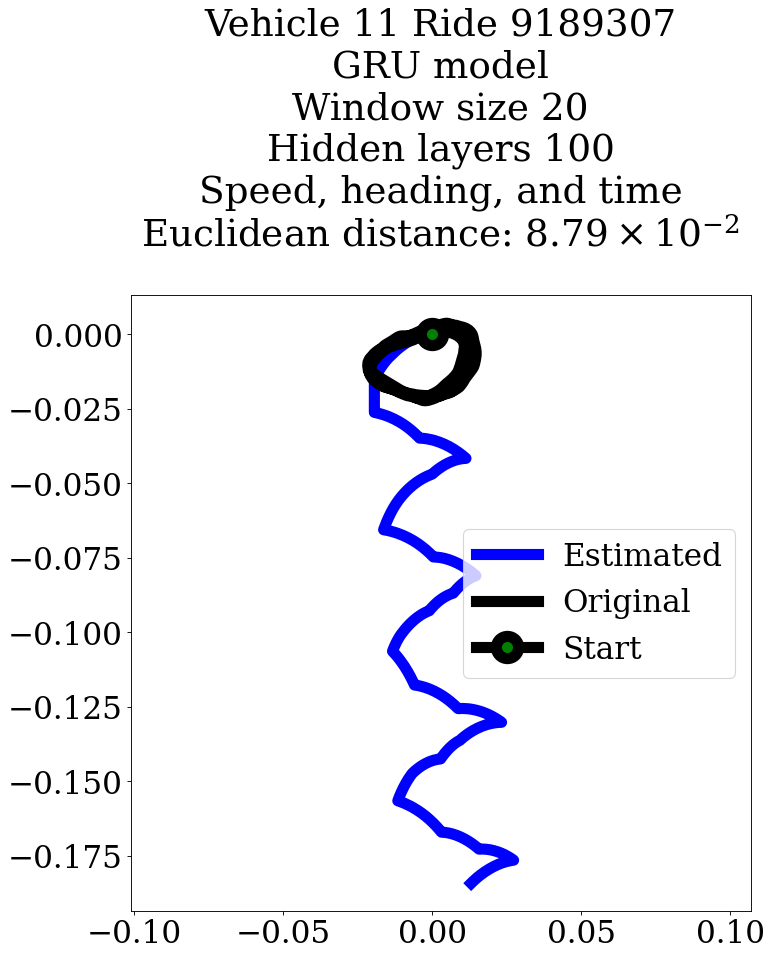 Vehicle 11 Ride 9189307
GRU model
Window size 20
Hidden layers 100
Speed, heading, and time
Euclidean distance: 8.79 × 10⁻²
0.000
−0.025
−0.050
−0.075
−0.100
−0.125
−0.150
−0.175
Estimated
Original
Start
−0.10 −0.05 0.00 0.05 0.10